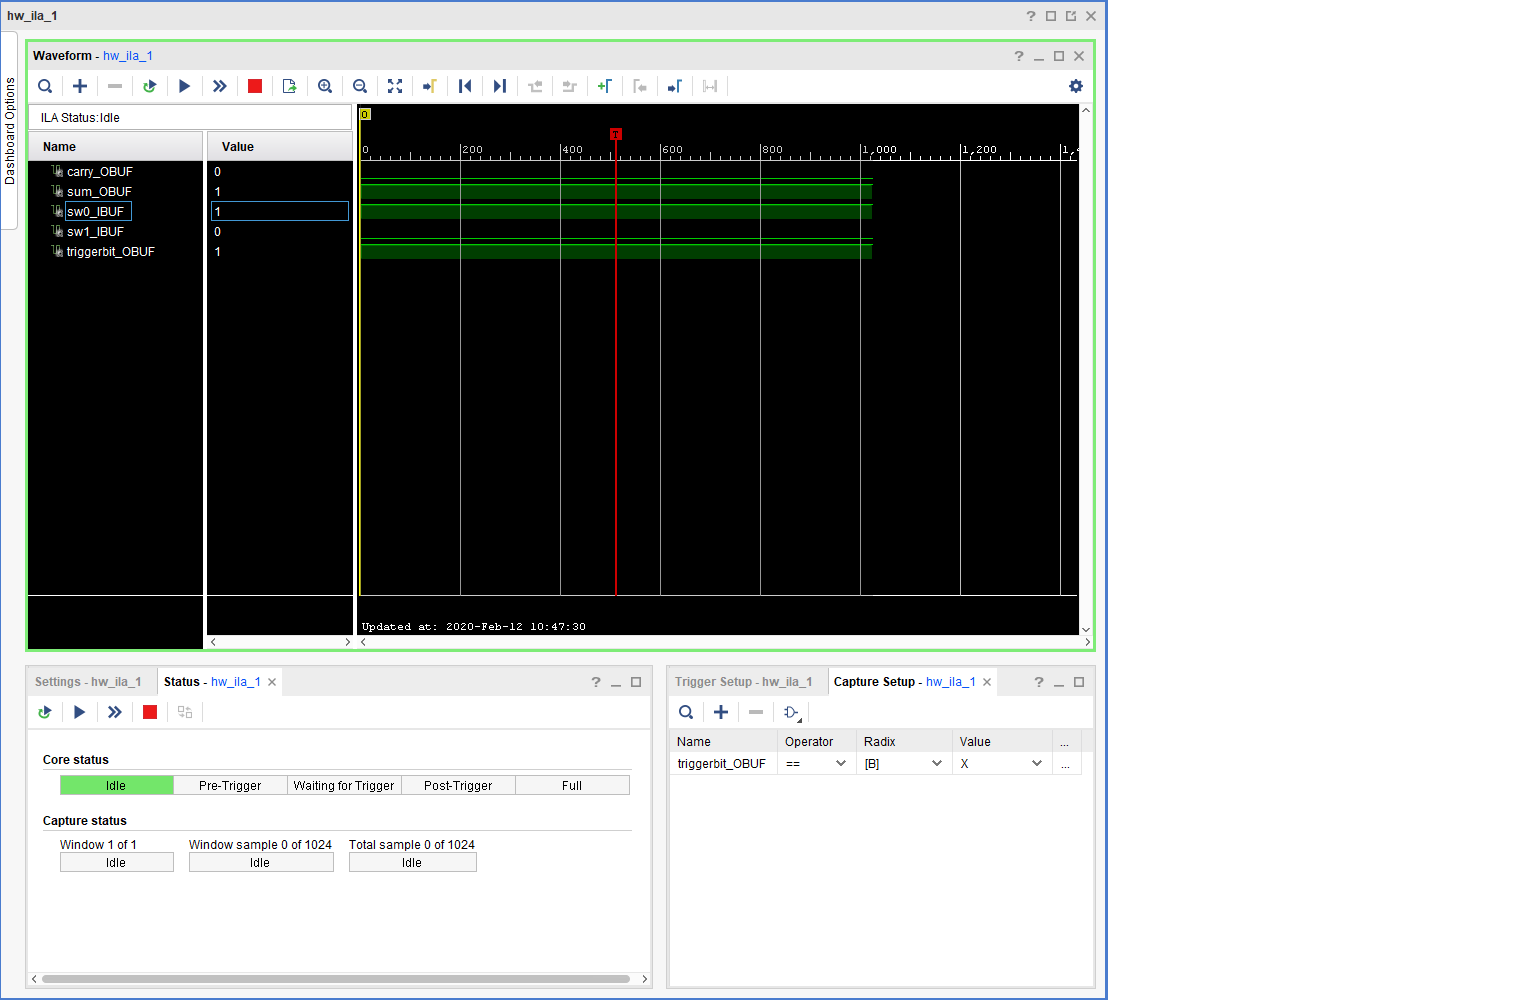 hw_ila_1
Dashboard Options
Waveform - hw_ila_1
ILA Status:Idle
Name Value
carry_OBUF 0
sum_OBUF 1
sw0_IBUF 1
sw1_IBUF 0
triggerbit_OBUF 1
0
0 200 400 600 800 1,000 1,200 1,4
Updated at: 2020-Feb-12 10:47:30
Settings - hw_ila_1 Status - hw_ila_1
Core status
Idle Pre-Trigger Waiting for Trigger Post-Trigger Full
Capture status
Window 1 of 1 Window sample 0 of 1024 Total sample 0 of 1024
Idle Idle Idle
Trigger Setup - hw_ila_1 Capture Setup - hw_ila_1
Name Operator Radix Value ...
triggerbit_OBUF == [B] X ...